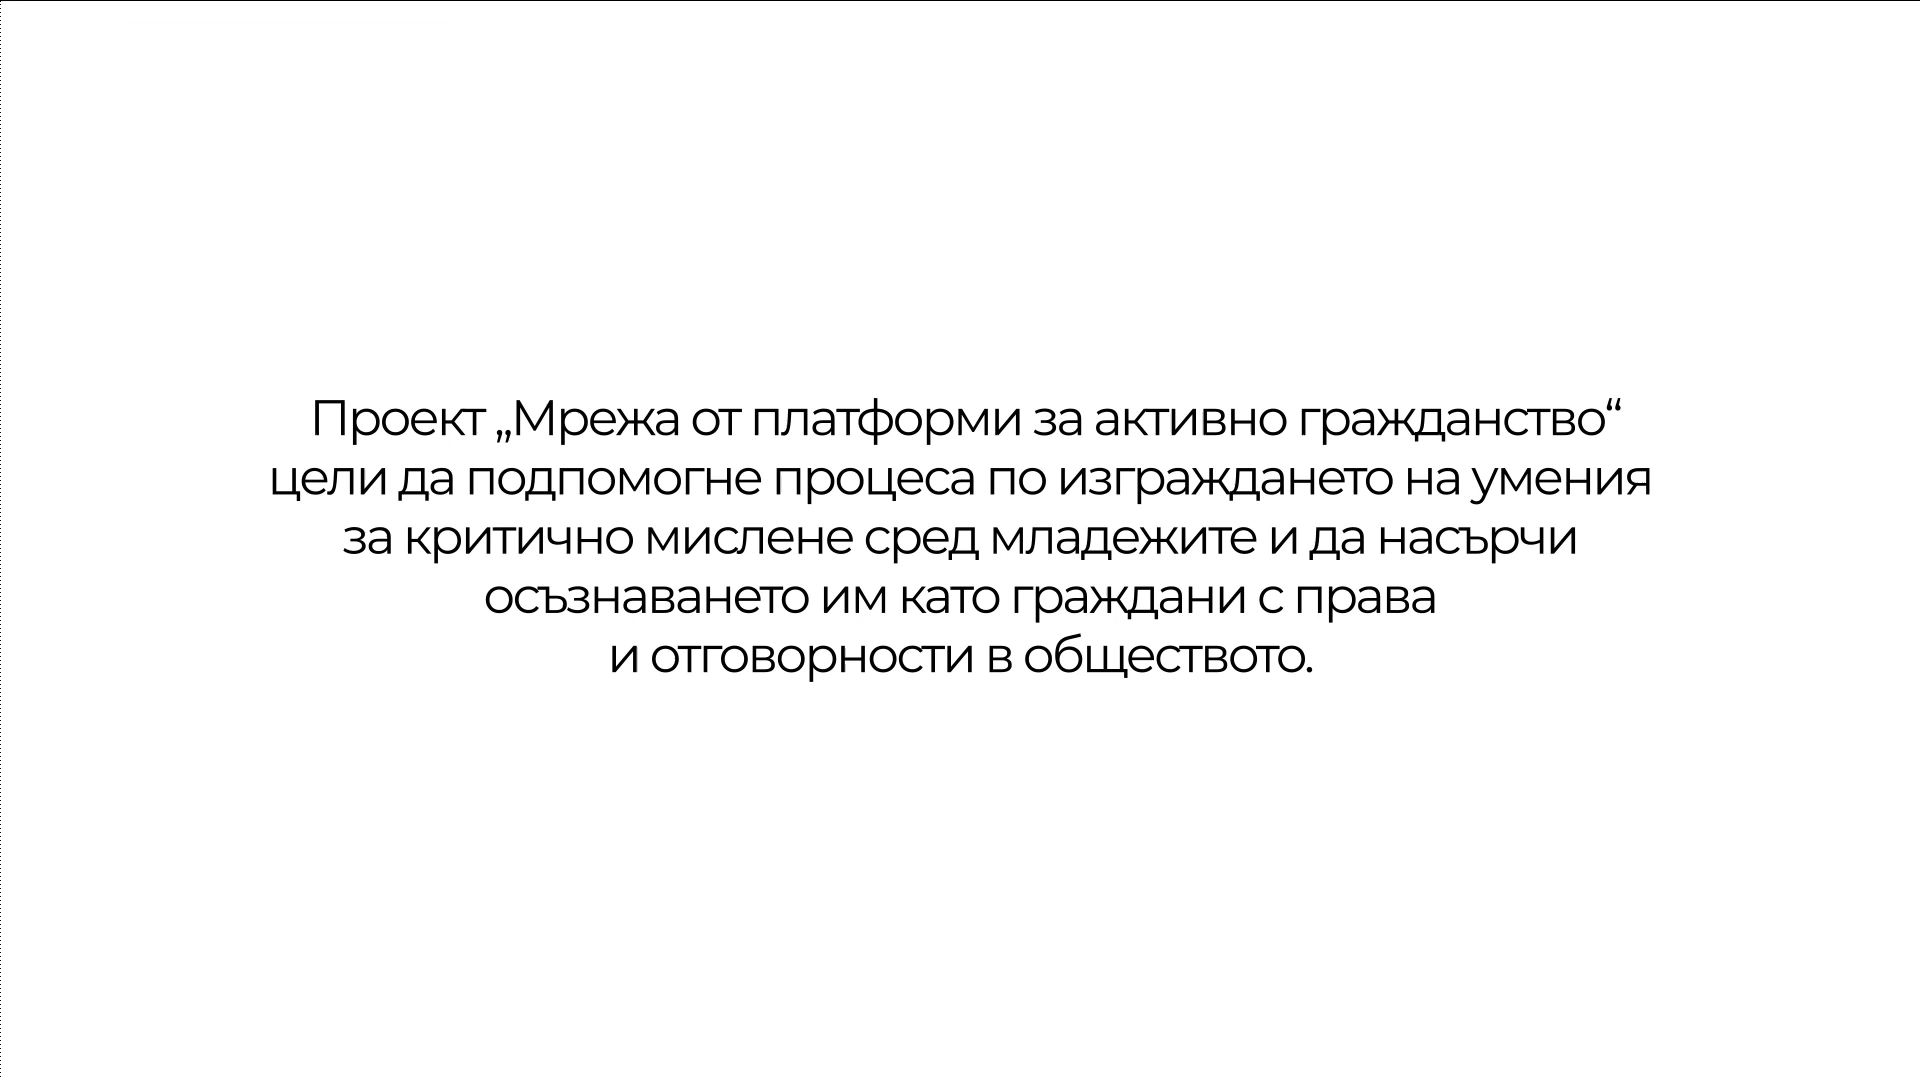 Проект „Мрежа от платформи за активно гражданство“
цели да подпомогне процеса по изграждането на умения
за критично мислене сред младежите и да насърчи
осъзнаването им като граждани с права
и отговорности в обществото.